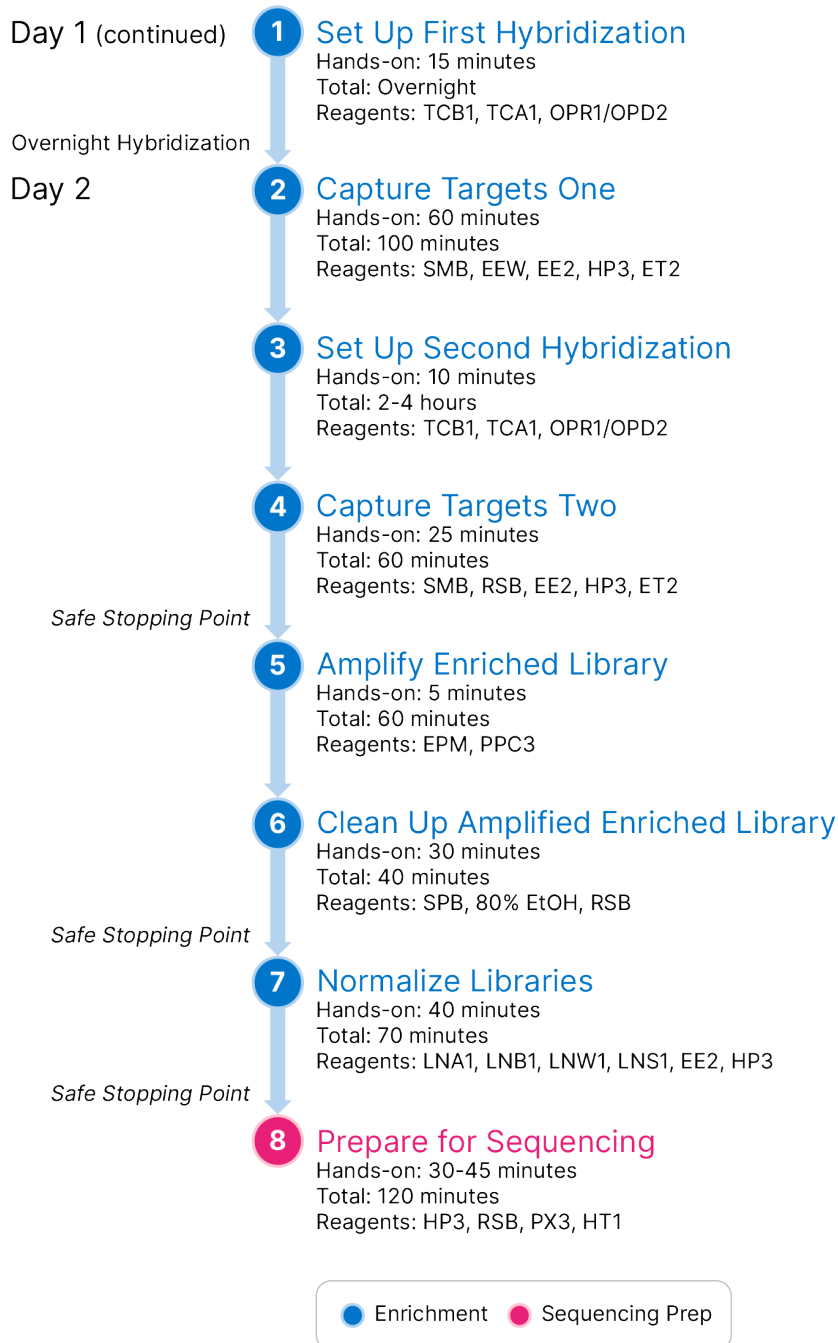 Day 1 (continued)
1
Set Up First Hybridization
Hands-on: 15 minutes
Total: Overnight
Reagents: TCB1, TCA1, OPR1/OPD2
Overnight Hybridization
Day 2
2
Capture Targets One
Hands-on: 60 minutes
Total: 100 minutes
Reagents: SMB, EEW, EE2, HP3, ET2
3
Set Up Second Hybridization
Hands-on: 10 minutes
Total: 2-4 hours
Reagents: TCB1, TCA1, OPR1/OPD2
4
Capture Targets Two
Hands-on: 25 minutes
Total: 60 minutes
Reagents: SMB, RSB, EE2, HP3, ET2
Safe Stopping Point
5
Amplify Enriched Library
Hands-on: 5 minutes
Total: 60 minutes
Reagents: EPM, PPC3
6
Clean Up Amplified Enriched Library
Hands-on: 30 minutes
Total: 40 minutes
Reagents: SPB, 80% EtOH, RSB
Safe Stopping Point
7
Normalize Libraries
Hands-on: 40 minutes
Total: 70 minutes
Reagents: LNA1, LNB1, LNW1, LNS1, EE2, HP3
Safe Stopping Point
8
Prepare for Sequencing
Hands-on: 30-45 minutes
Total: 120 minutes
Reagents: HP3, RSB, PX3, HT1
Enrichment
Sequencing Prep